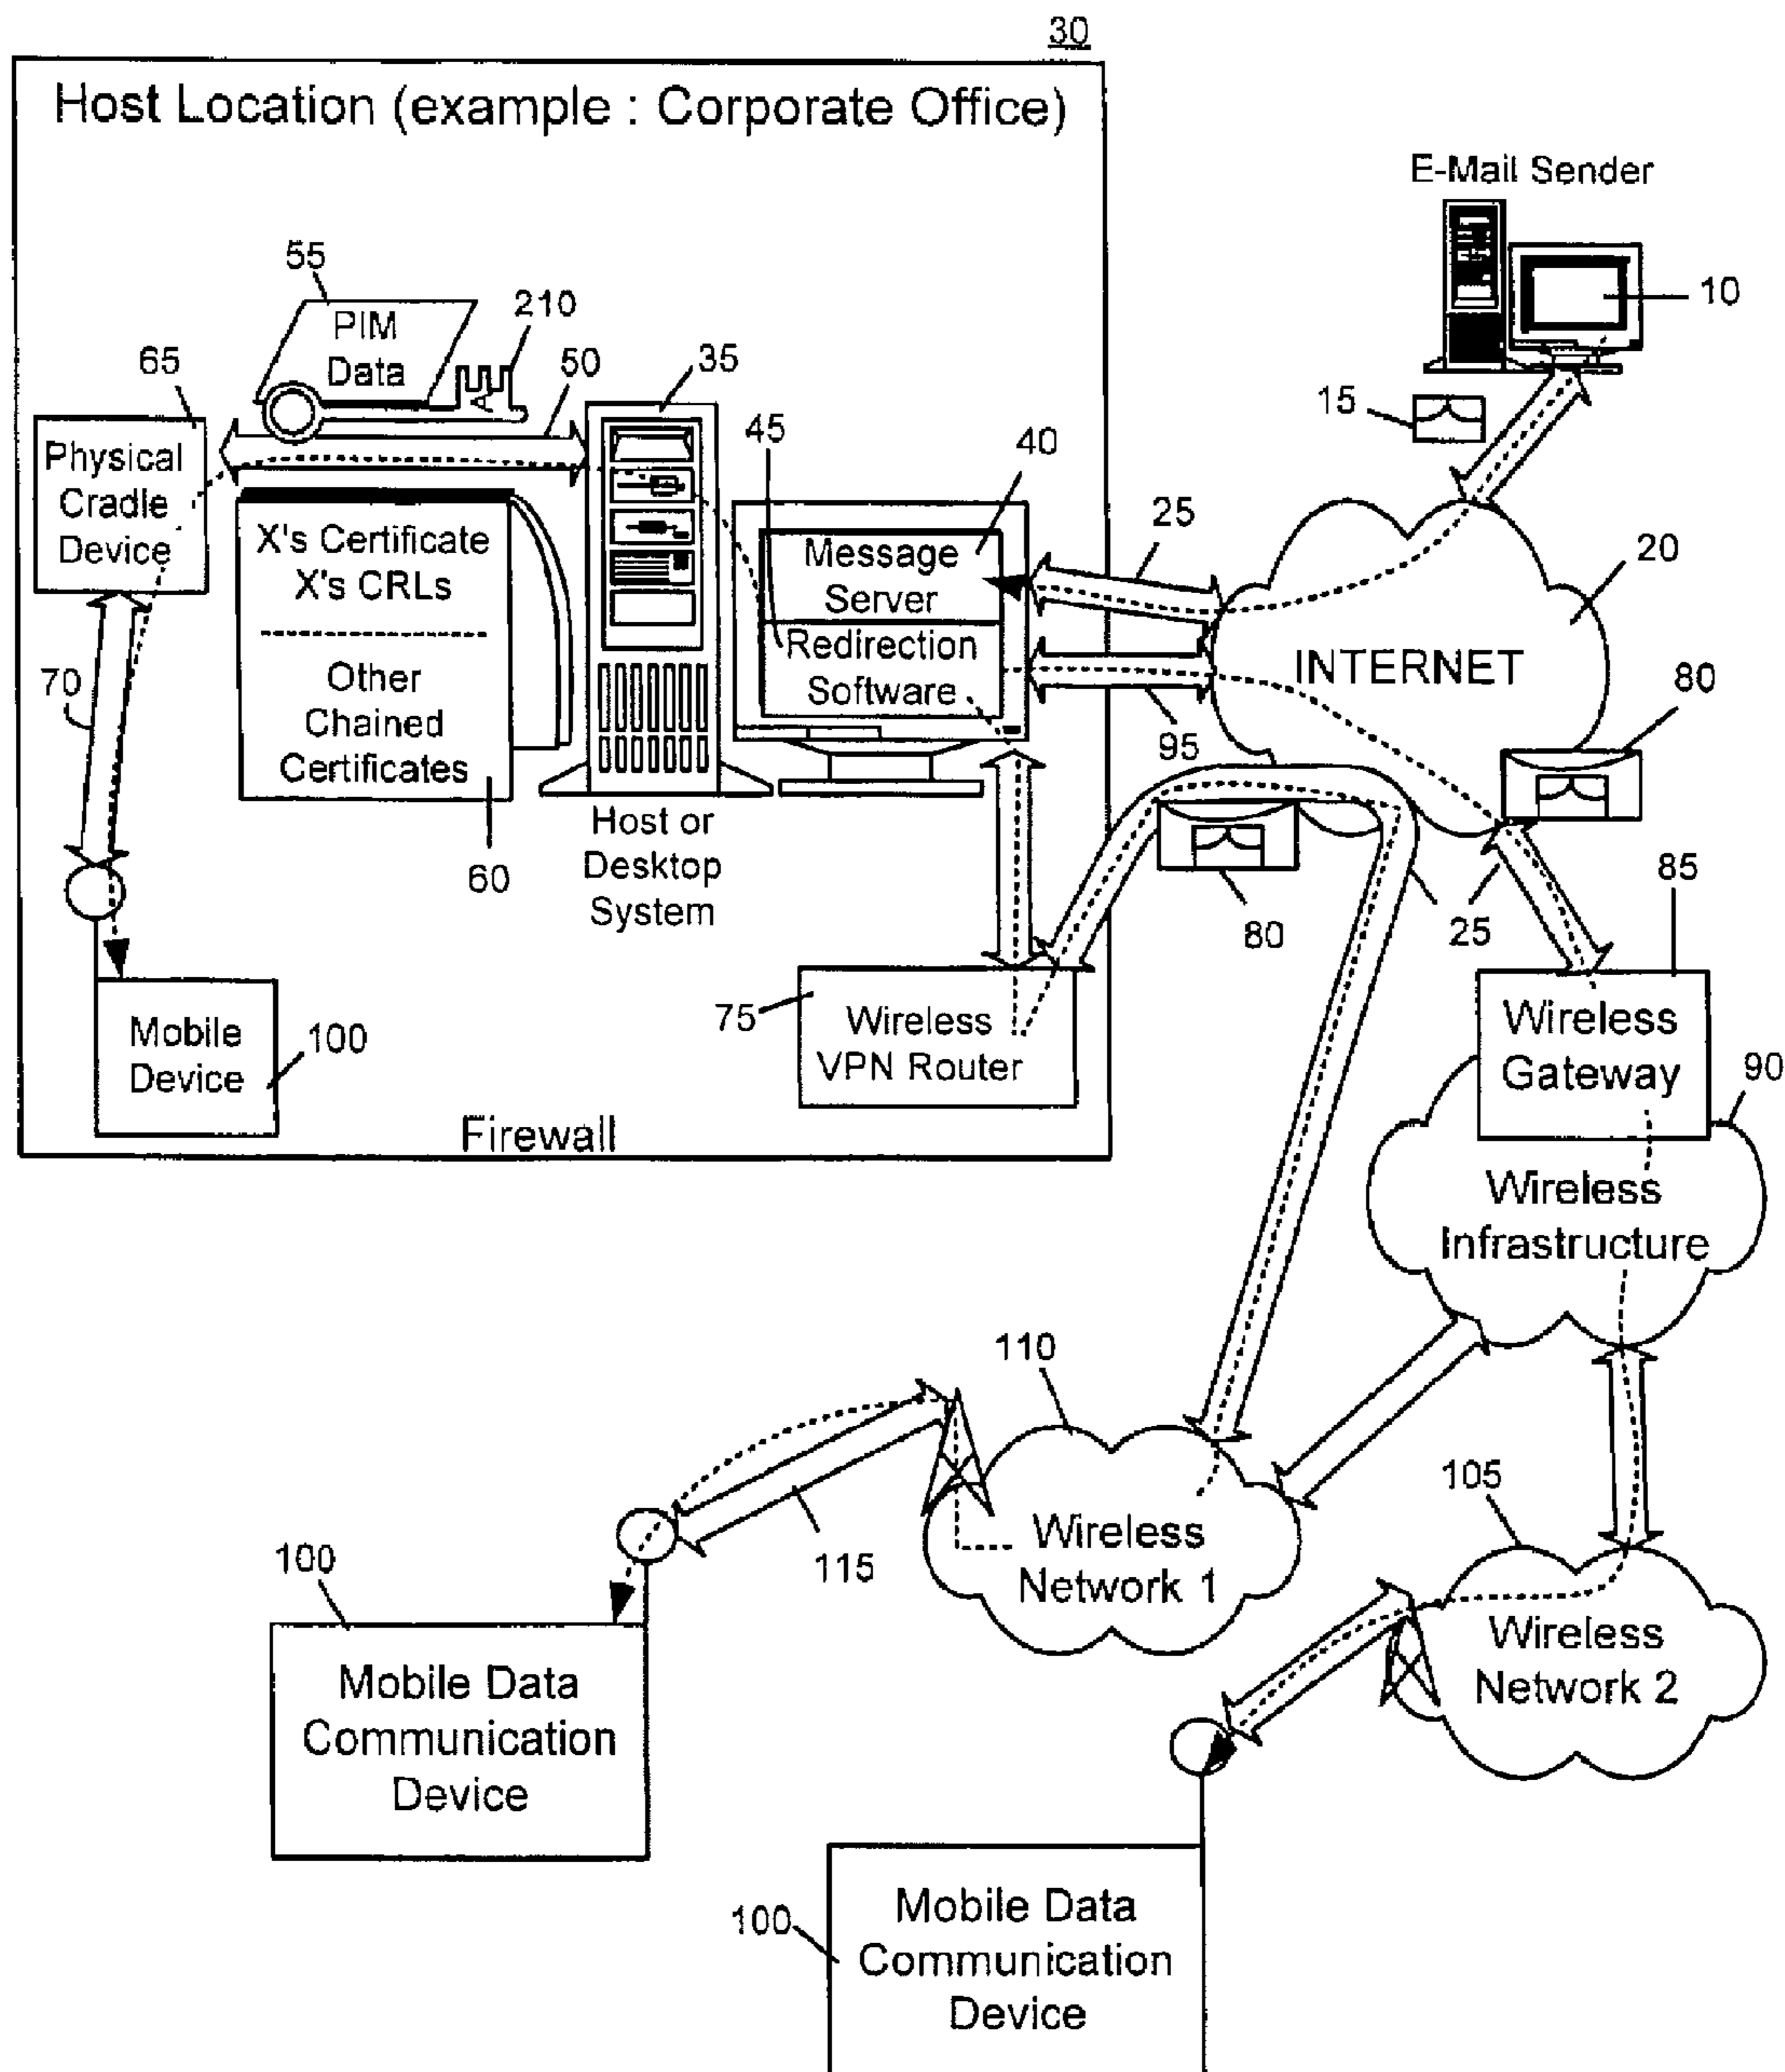 30
Host Location (example : Corporate Office)
E-Mail Sender
10
15
55
PIM
Data
210
65
50
35
45
40
25
20
Physical
Cradle
Device
X's Certificate
X's CRLs
Other
Chained
Certificates
60
70
Message
Server
Redirection
Software
INTERNET
95
80
80
25
85
Host or
Desktop
System
Mobile
Device
100
75
Wireless
VPN Router
Firewall
Wireless
Gateway
90
Wireless
Infrastructure
110
Wireless
Network 1
105
Wireless
Network 2
115
100
Mobile Data
Communication
Device
100
Mobile Data
Communication
Device